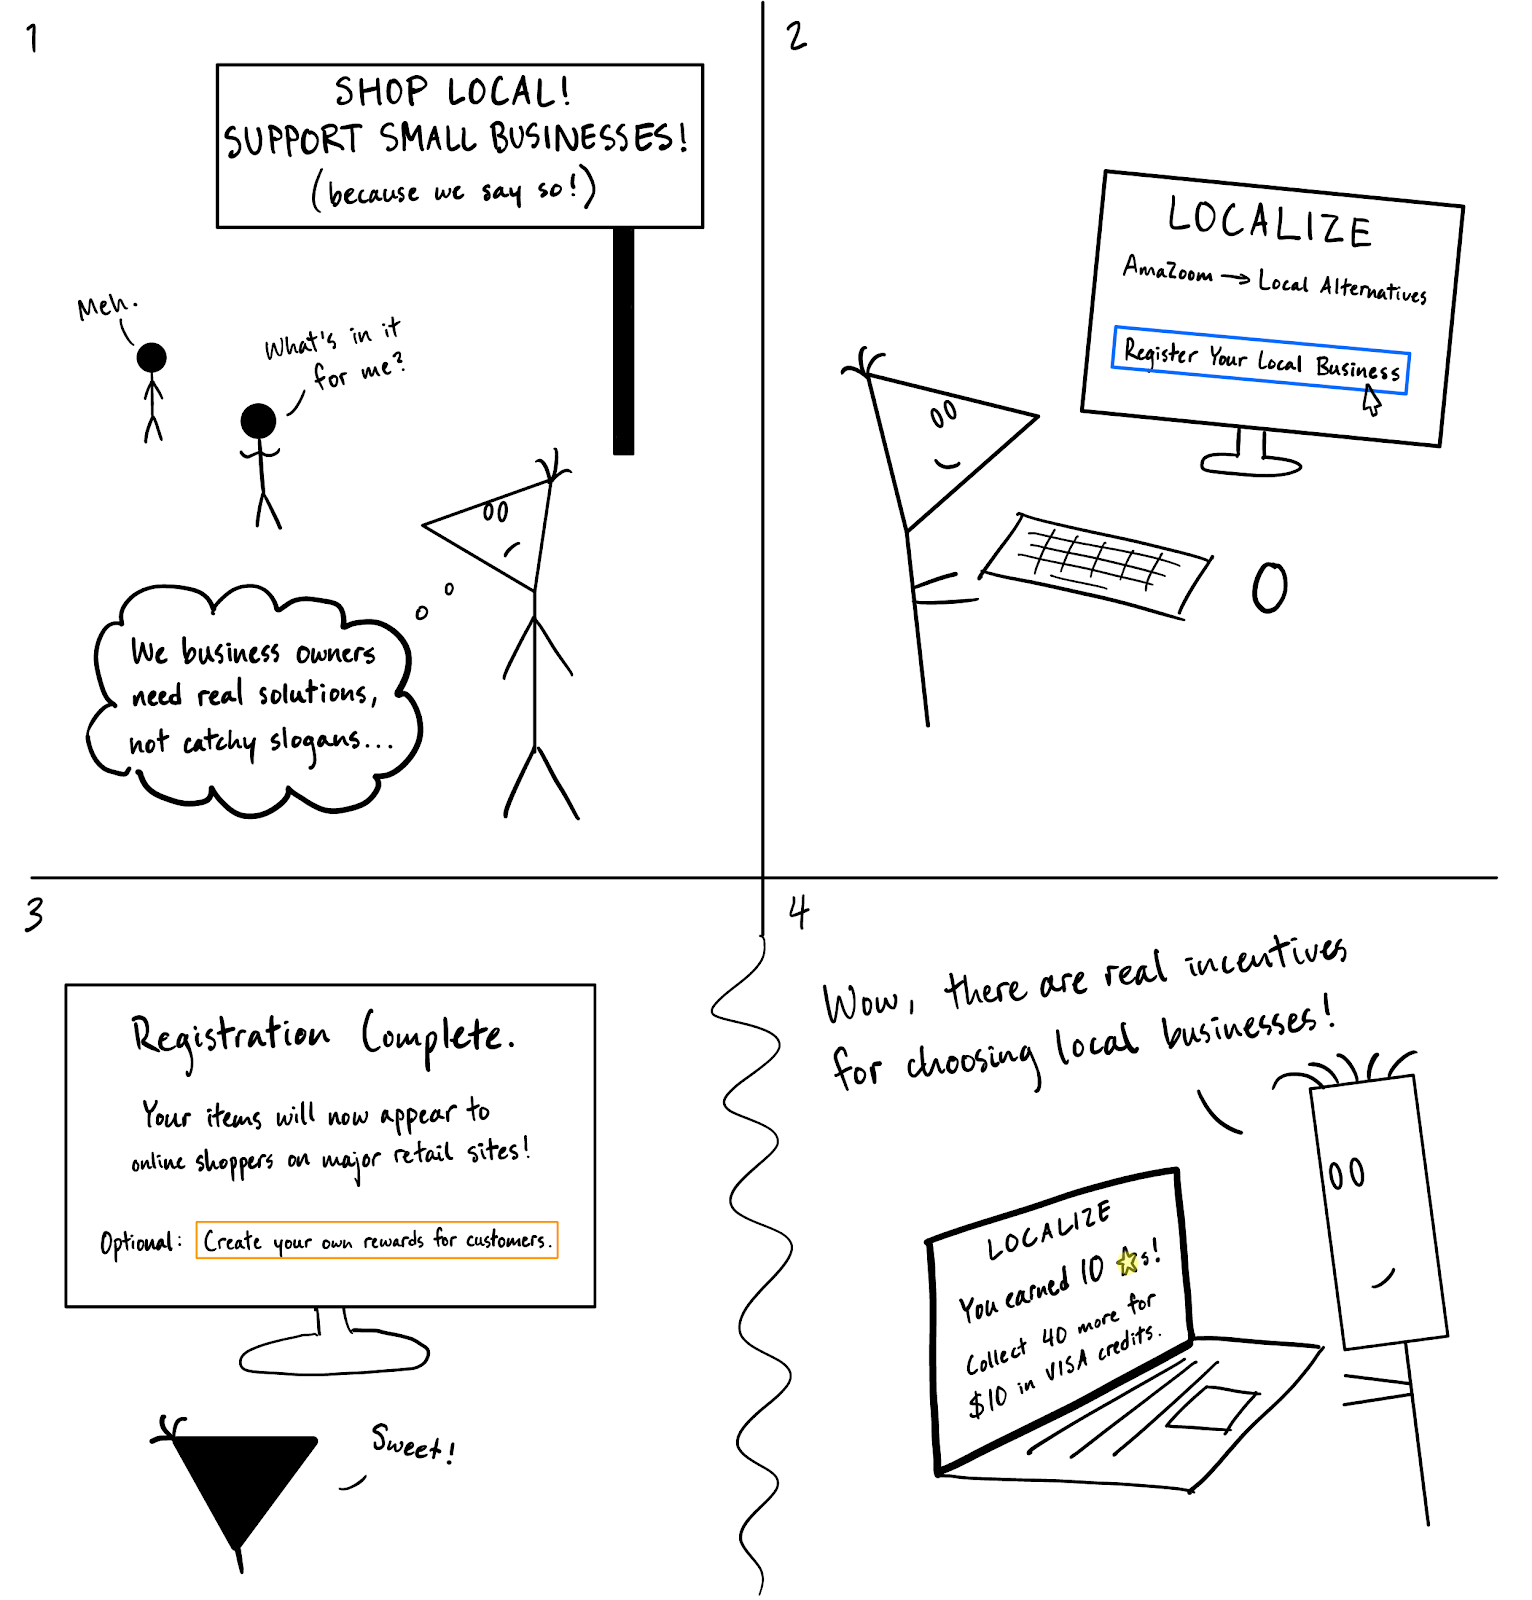 1
SHOP LOCAL!
SUPPORT SMALL BUSINESSES!
(because we say so!)
Meh.
What's in it
for me?
We business owners
need real solutions,
not catchy slogans...
2
LOCALIZE
AmaZoom → Local Alternatives
Register Your Local Business
3
Registration Complete.
Your items will now appear to
online shoppers on major retail sites!
Optional: Create your own rewards for customers.
Sweet!
4
Wow, there are real incentives
for choosing local businesses!
LOCALIZE
You earned 10 ⭐s!
Collect 40 more for
$10 in VISA credits.